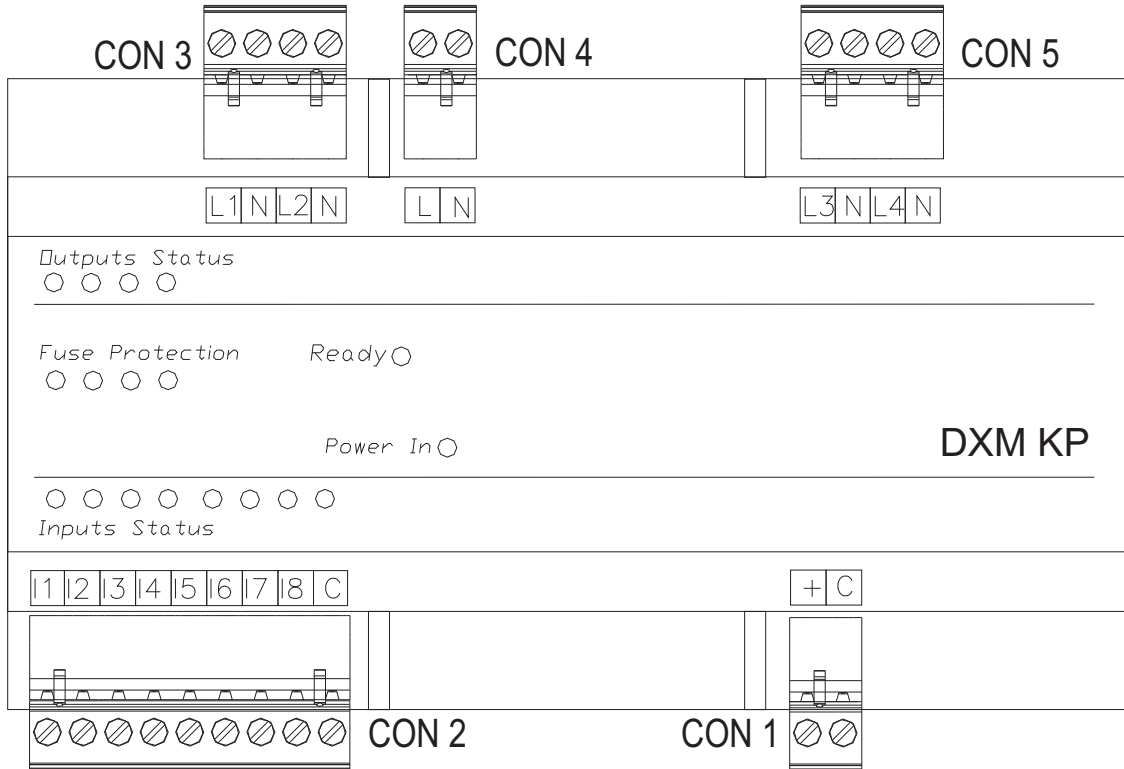 CON 3
CON 4
CON 5
L1 N L2 N
L N
L3 N L4 N
Outputs Status
Fuse Protection
Ready
Power In
DXM KP
Inputs Status
I1 I2 I3 I4 I5 I6 I7 I8 C
+ C
CON 2
CON 1